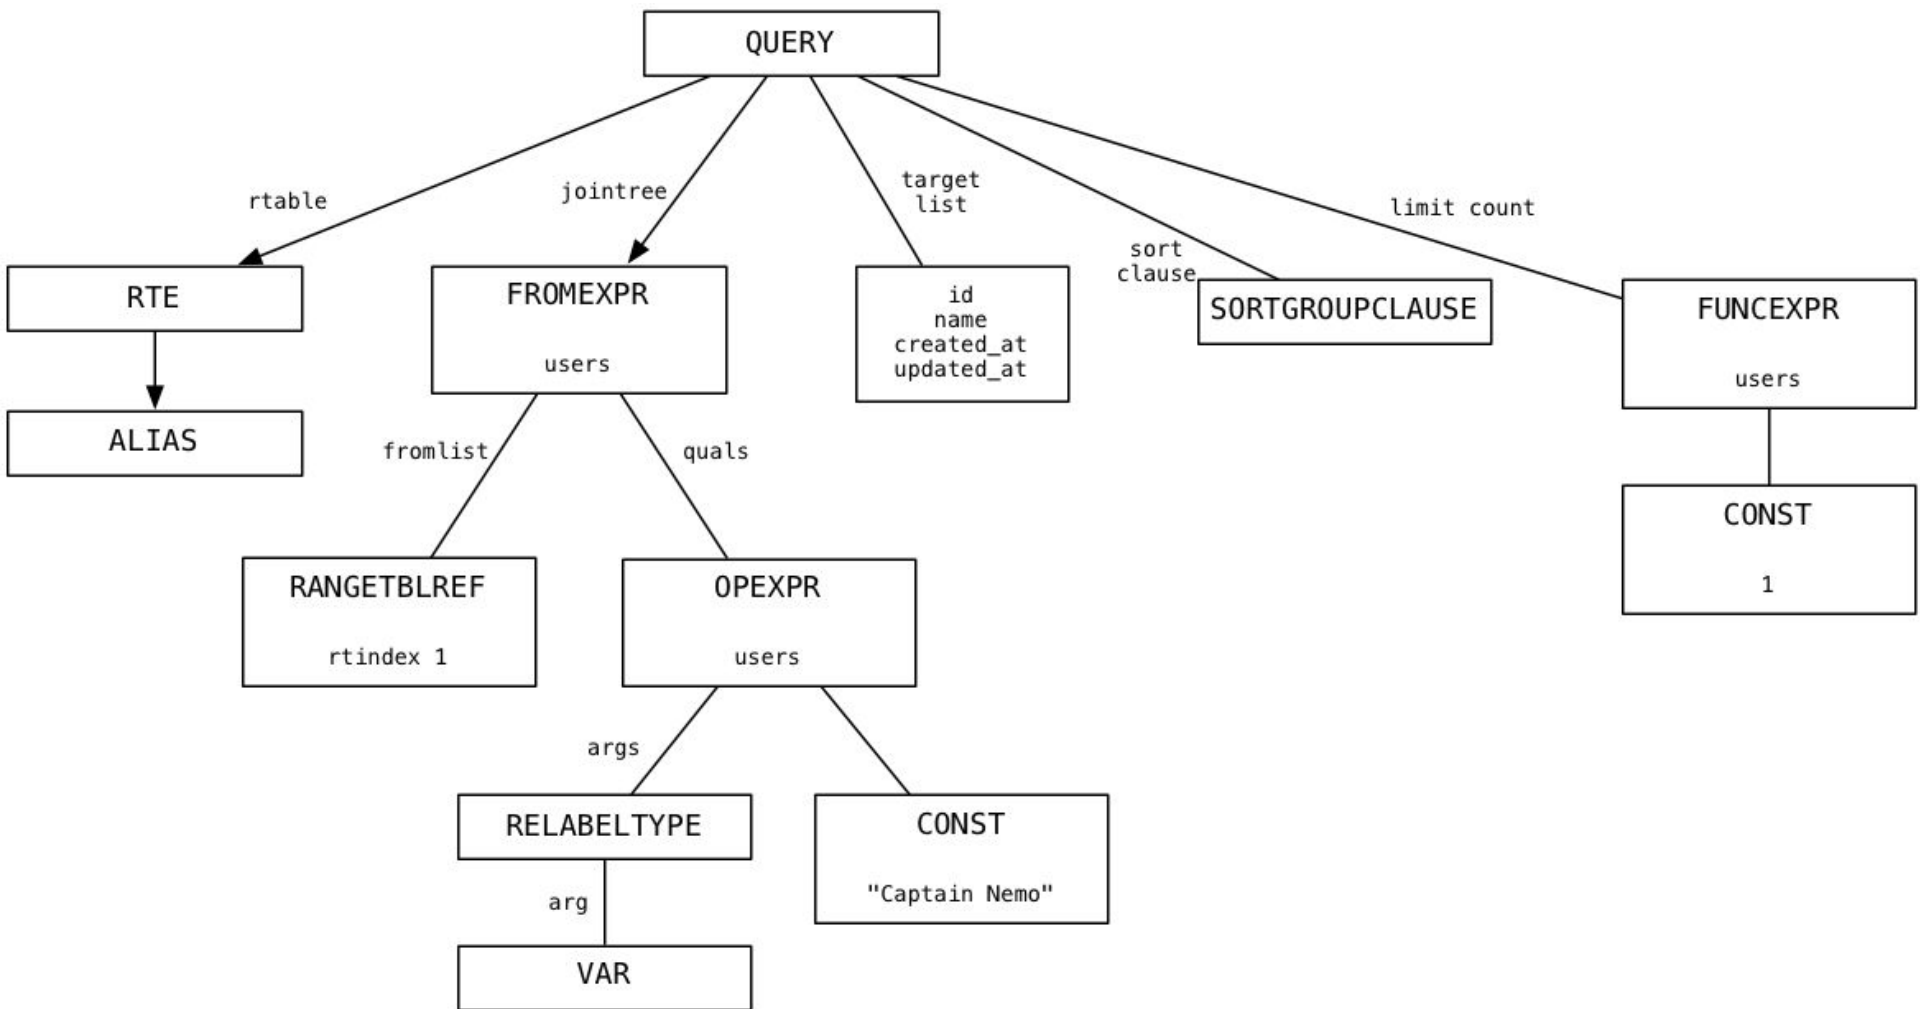 QUERY
rtable
jointree
target
list
sort
clause
limit count
RTE
ALIAS
FROMEXPR
users
id
name
created_at
updated_at
SORTGROUPCLAUSE
FUNCEXPR
users
fromlist
quals
CONST
1
RANGETBLREF
rtindex 1
OPEXPR
users
args
RELABELTYPE
CONST
"Captain Nemo"
arg
VAR